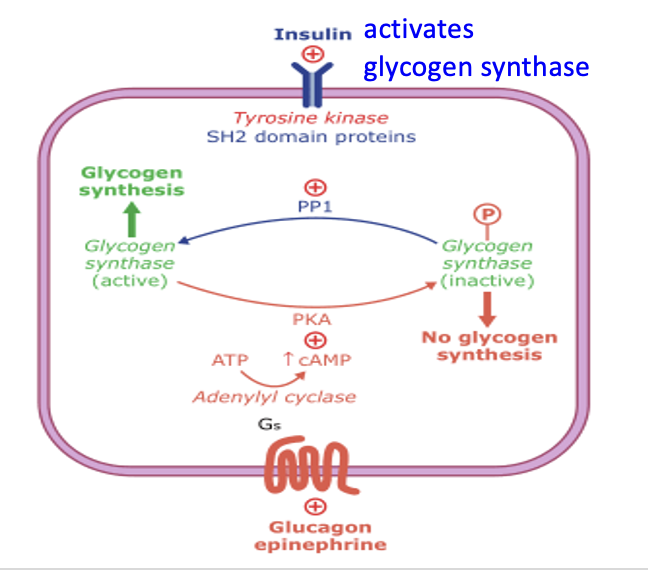 Insulin activates
glycogen synthase
⊕
Tyrosine kinase
SH2 domain proteins
Glycogen
synthesis
⊕
PP1
P
Glycogen
synthase
(active)
Glycogen
synthase
(inactive)
PKA
⊕
No glycogen
synthesis
ATP ↑ cAMP
Adenylyl cyclase
Gs
⊕
Glucagon
epinephrine